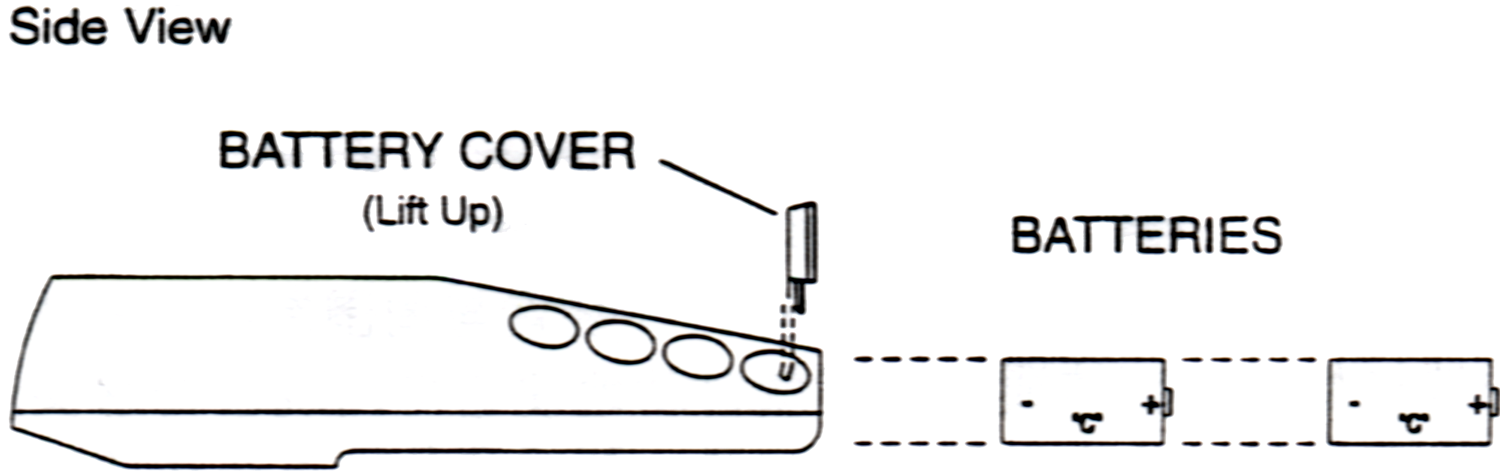 Side View
BATTERY COVER
(Lift Up)
BATTERIES
- "C" +
- "C" +